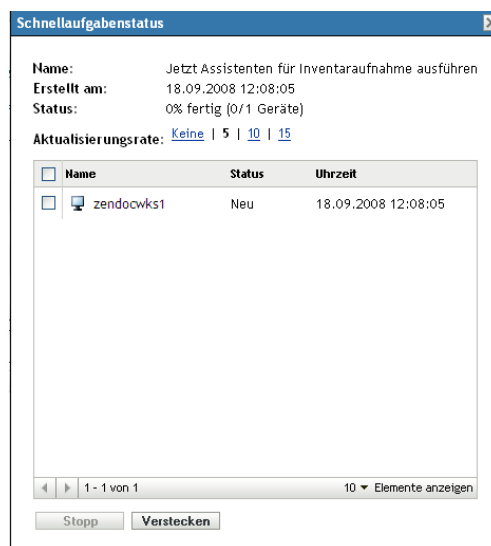 Schnellaufgabenstatus
Name: Jetzt Assistenten für Inventaraufnahme ausführen
Erstellt am: 18.09.2008 12:08:05
Status: 0% fertig (0/1 Geräte)
Aktualisierungsrate: Keine | 5 | 10 | 15
Name Status Uhrzeit
zendocwks1 Neu 18.09.2008 12:08:05
1 - 1 von 1 10 Elemente anzeigen
Stopp Verstecken